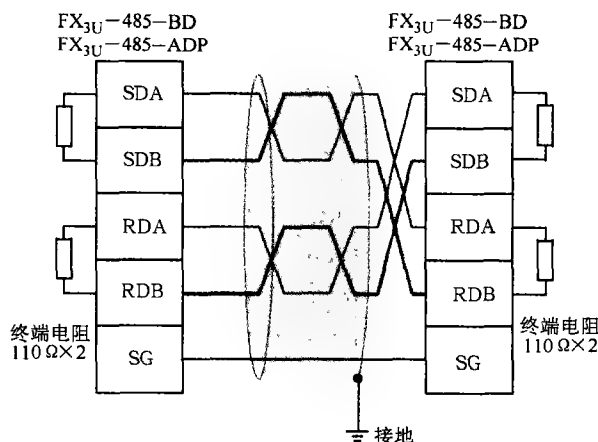 FX3U-485-BD
FX3U-485-ADP
FX3U-485-BD
FX3U-485-ADP
SDA
SDB
RDA
RDB
SG
SDA
SDB
RDA
RDB
SG
终端电阻
110 Ω×2
终端电阻
110 Ω×2
接地